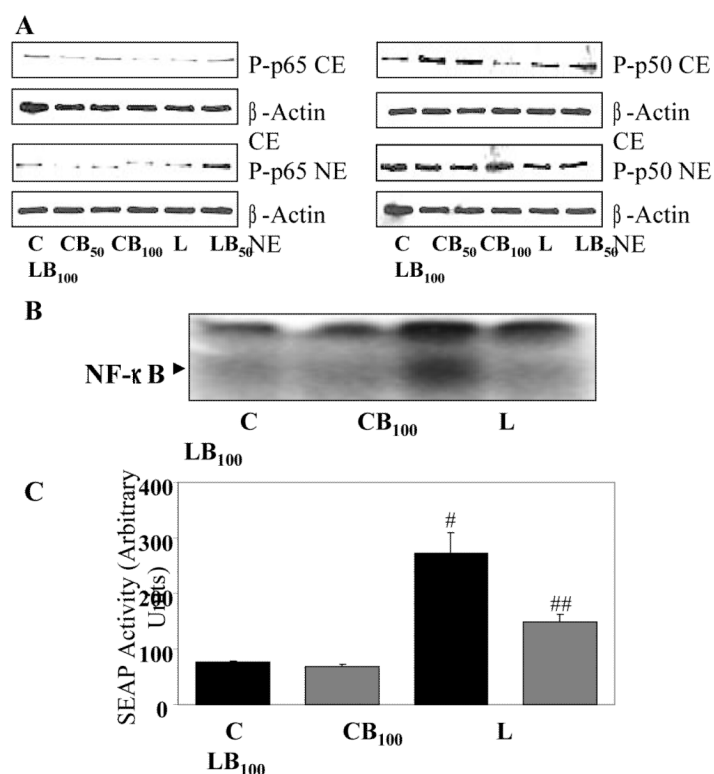 A
P-p65 CE
β-Actin
CE
P-p65 NE
β-Actin
NE
C CB50 CB100 L LB50
LB100
P-p50 CE
β-Actin
CE
P-p50 NE
β-Actin
NE
C CB50 CB100 L LB50
LB100
B
NF-κB
C CB100 L
LB100
C
SEAP Activity (Arbitrary
Units)
400
300
200
100
0
#
##
C CB100 L
LB100